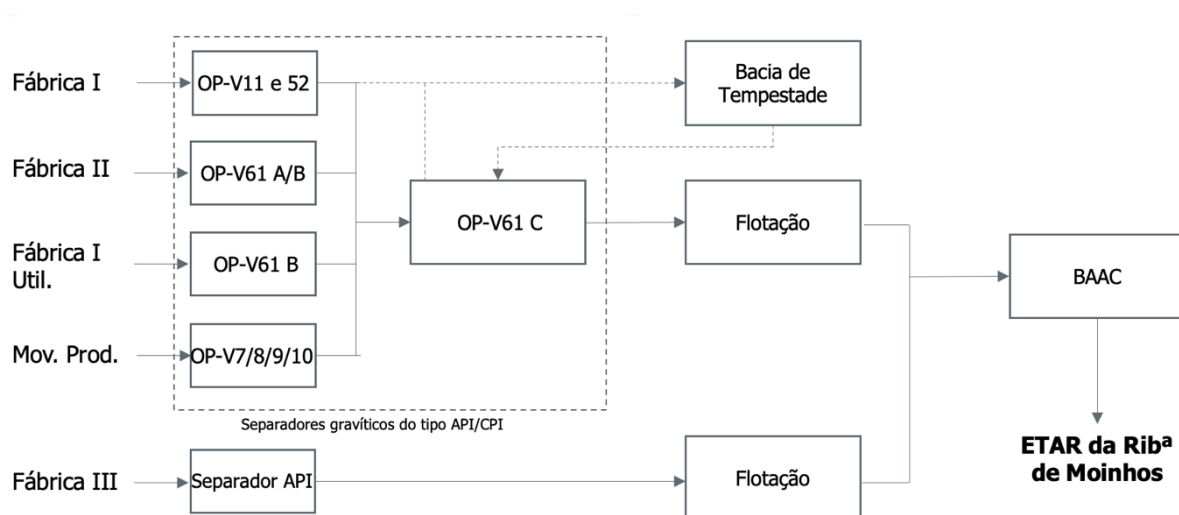 Fábrica I
OP-V11 e 52
Bacia de
Tempestade
Fábrica II
OP-V61 A/B
OP-V61 C
Flotação
Fábrica I
Util.
OP-V61 B
BAAC
Mov. Prod.
OP-V7/8/9/10
Separadores gravíticos do tipo API/CPI
ETAR da Ribª
de Moinhos
Fábrica III
Separador API
Flotação